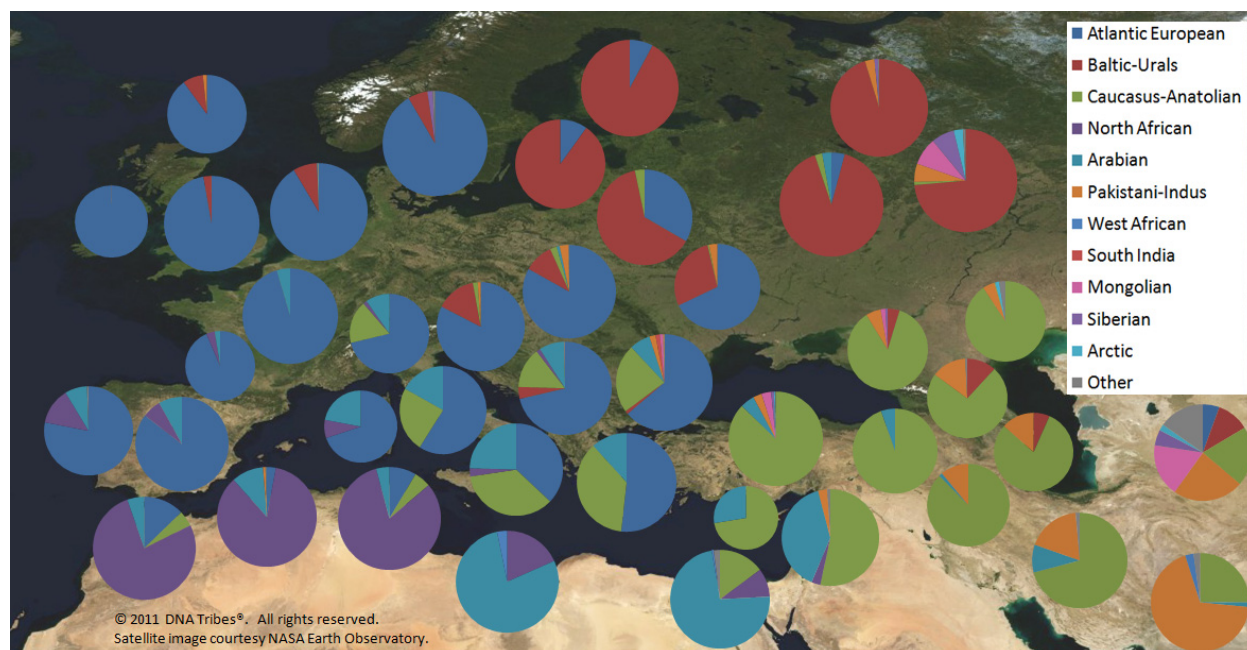 Atlantic European
Baltic-Urals
Caucasus-Anatolian
North African
Arabian
Pakistani-Indus
West African
South India
Mongolian
Siberian
Arctic
Other
© 2011 DNA Tribes®. All rights reserved.
Satellite image courtesy NASA Earth Observatory.